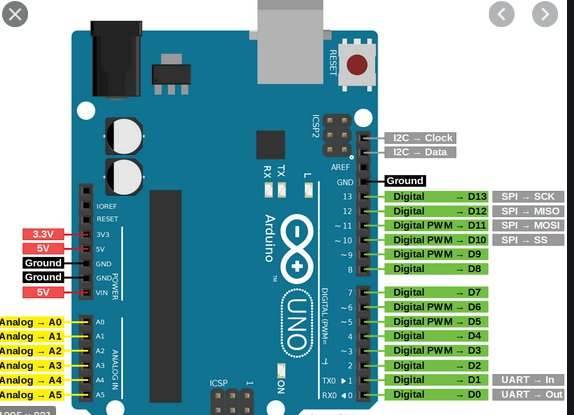 RESET
ICSP2
I2C → Clock
I2C → Data
AREF
GND
Ground
RX
TX
L
13
Digital → D13
SPI → SCK
12
Digital → D12
SPI → MISO
~11
Digital PWM → D11
SPI → MOSI
~10
Digital PWM → D10
SPI → SS
~9
Digital PWM → D9
8
Digital → D8
IOREF
RESET
3.3V
3V3
5V
5V
Ground
GND
Ground
GND
5V
VIN
POWER
Arduino
TM
UNO
DIGITAL (PWM=
7
Digital → D7
~6
Digital PWM → D6
~5
Digital PWM → D5
4
Digital → D4
~3
Digital PWM → D3
2
Digital → D2
TX0 ▶ 1
Digital → D1
UART → In
RX0 ◀ 0
Digital → D0
UART → Out
Analog → A0
A0
Analog → A1
A1
Analog → A2
A2
Analog → A3
A3
Analog → A4
A4
Analog → A5
A5
ANALOG IN
ICSP
1
ON